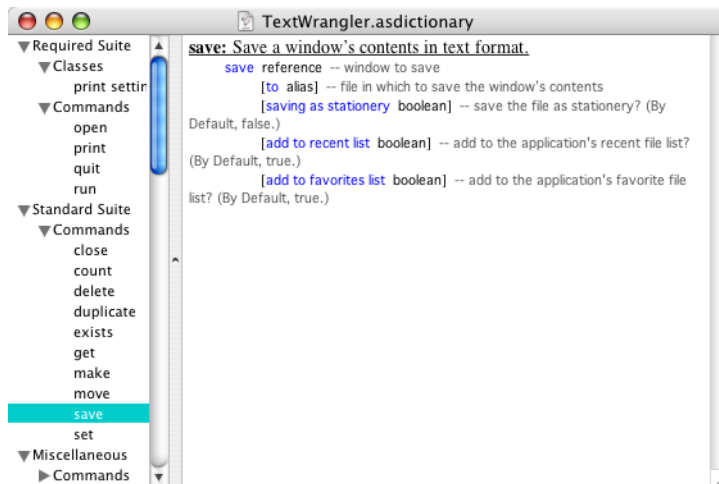 TextWrangler.asdictionary
▼Required Suite
▼Classes
print settin
▼Commands
open
print
quit
run
▼Standard Suite
▼Commands
close
count
delete
duplicate
exists
get
make
move
save
set
▼Miscellaneous
▶Commands
save: Save a window's contents in text format.
save reference -- window to save
[to alias] -- file in which to save the window's contents
[saving as stationery boolean] -- save the file as stationery? (By
Default, false.)
[add to recent list boolean] -- add to the application's recent file list?
(By Default, true.)
[add to favorites list boolean] -- add to the application's favorite file
list? (By Default, true.)